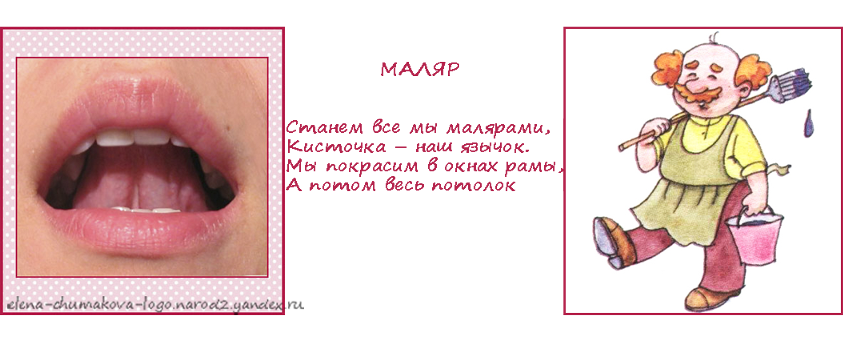 МАЛЯР
Станем все мы малярами,
Кисточка – наш язычок.
Мы покрасим в окнах рамы,
А потом весь потолок
elena-chumakova-logo.narod2.yandex.ru